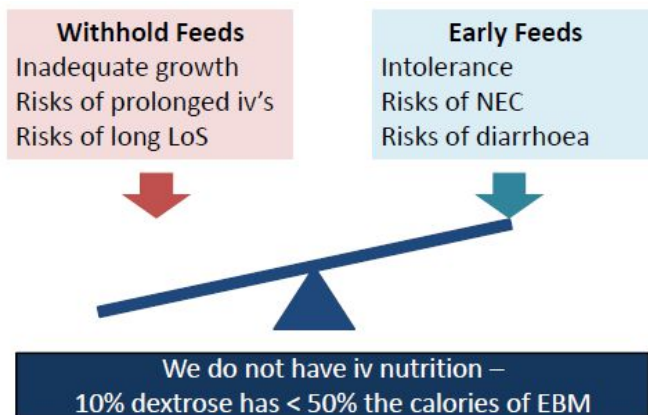 Withhold Feeds
Inadequate growth
Risks of prolonged iv's
Risks of long LoS
Early Feeds
Intolerance
Risks of NEC
Risks of diarrhoea
We do not have iv nutrition –
10% dextrose has < 50% the calories of EBM